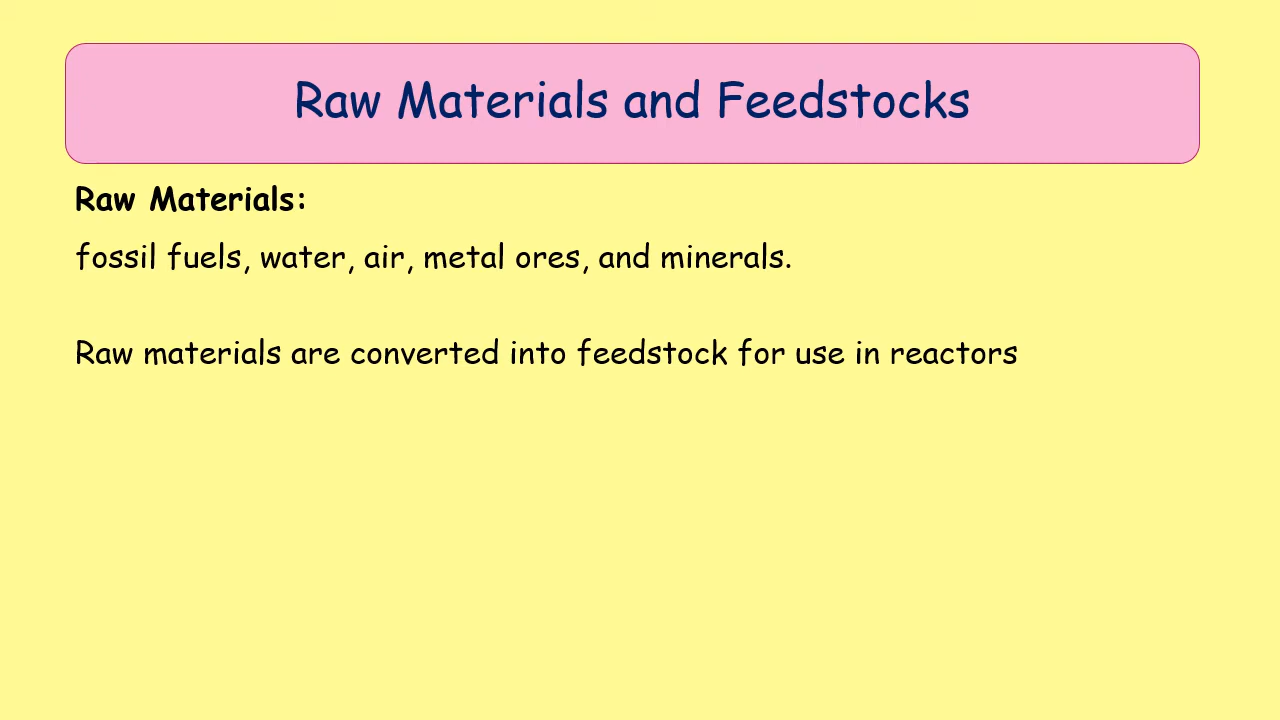 Raw Materials and Feedstocks
Raw Materials:
fossil fuels, water, air, metal ores, and minerals.
Raw materials are converted into feedstock for use in reactors